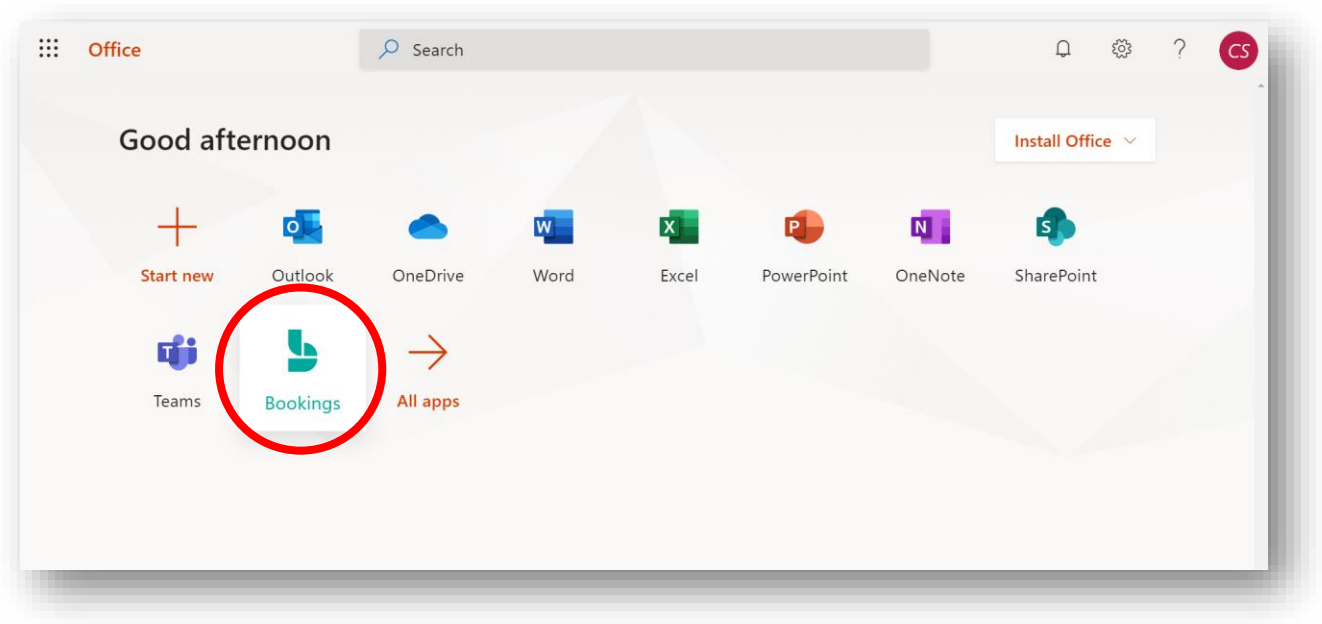 Office
Search
?
CS
Good afternoon
Install Office
Start new
Outlook
OneDrive
Word
Excel
PowerPoint
OneNote
SharePoint
Teams
Bookings
All apps